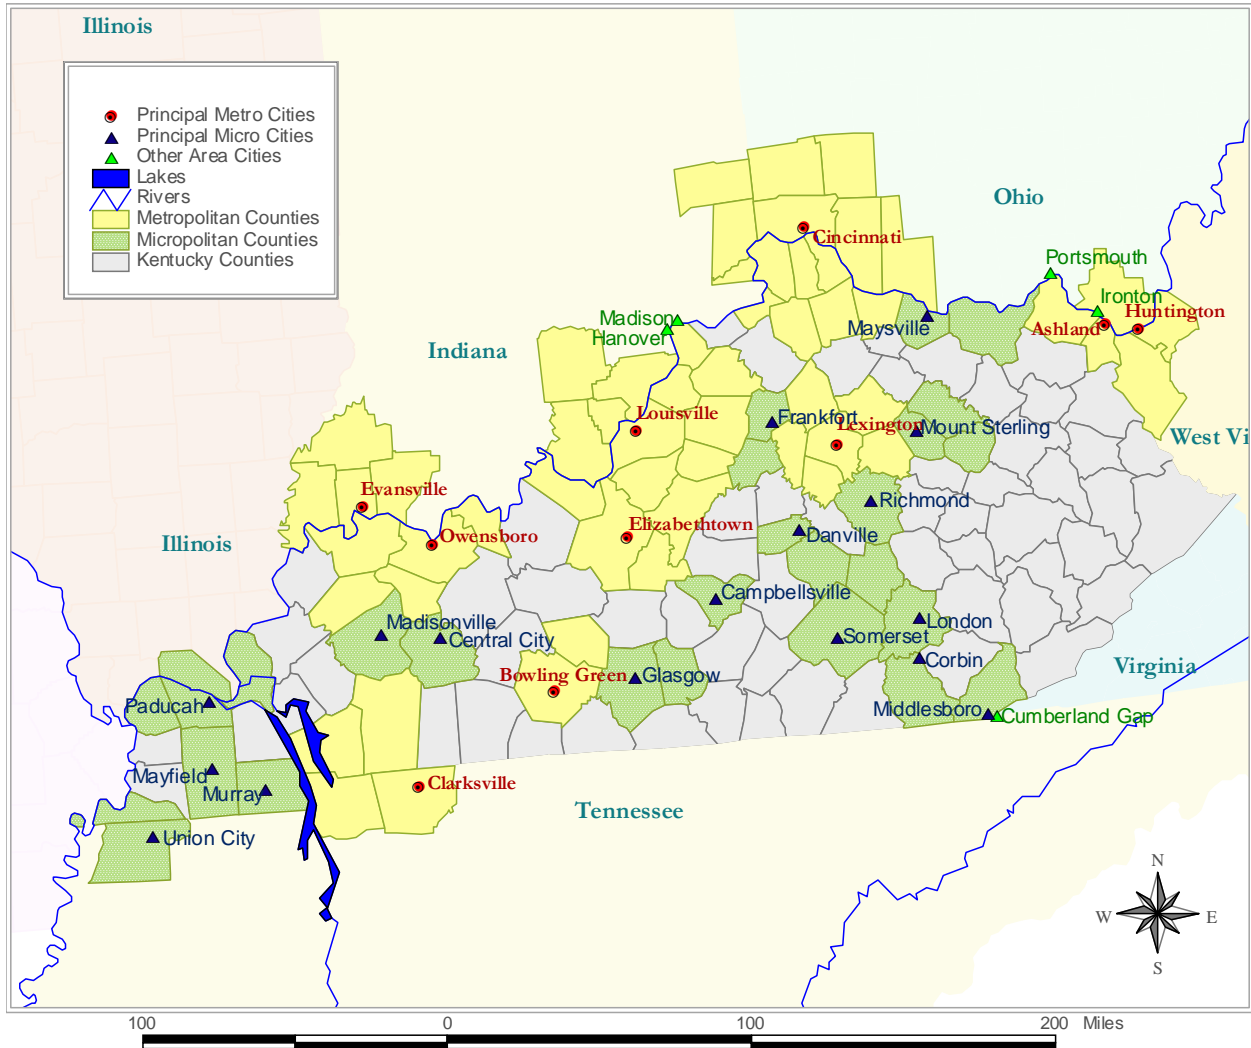 Illinois
Principal Metro Cities
Principal Micro Cities
Other Area Cities
Lakes
Rivers
Metropolitan Counties
Micropolitan Counties
Kentucky Counties
Ohio
Cincinnati
Portsmouth
Ironton
Huntington
Ashland
Maysville
Madison
Hanover
Indiana
Louisville
Frankfort
Lexington
Mount Sterling
West Vi
Evansville
Richmond
Elizabethtown
Owensboro
Danville
Illinois
Campbellsville
Madisonville
London
Central City
Somerset
Corbin
Virginia
Bowling Green
Glasgow
Paducah
Middlesboro
Cumberland Gap
Mayfield
Murray
Clarksville
Tennessee
Union City
N
W
E
S
100
0
100
200
Miles